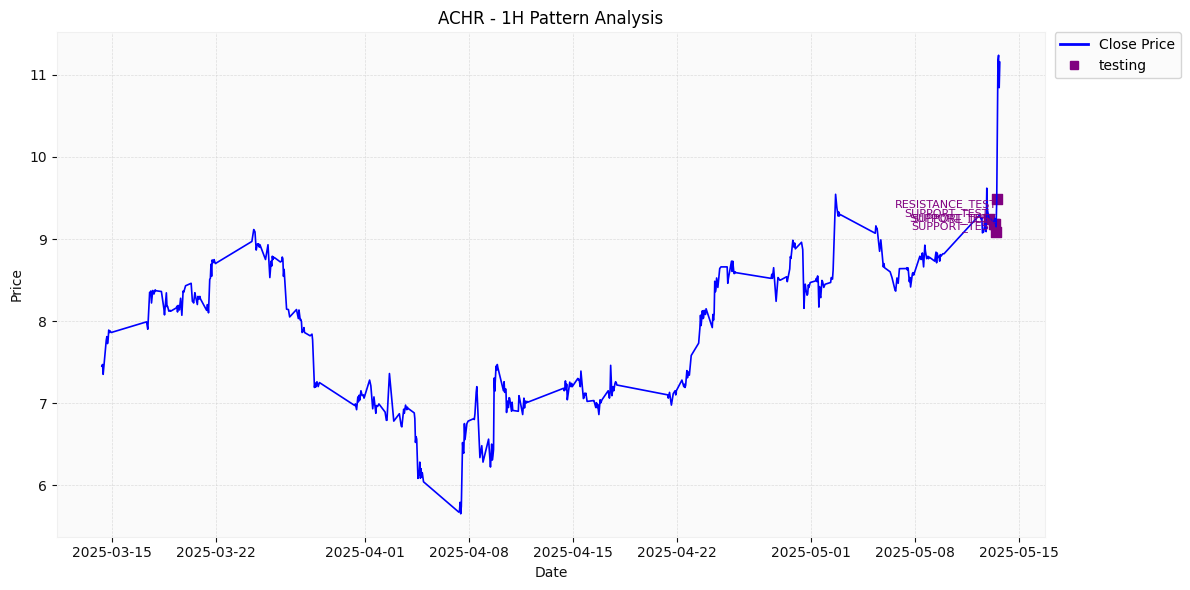 ACHR - 1H Pattern Analysis
Close Price
testing
Price
11
10
9
8
7
6
RESISTANCE_TEST
SUPPORT_TEST
SUPPORT_TEST
2025-03-15
2025-03-22
2025-04-01
2025-04-08
2025-04-15
2025-04-22
2025-05-01
2025-05-08
2025-05-15
Date